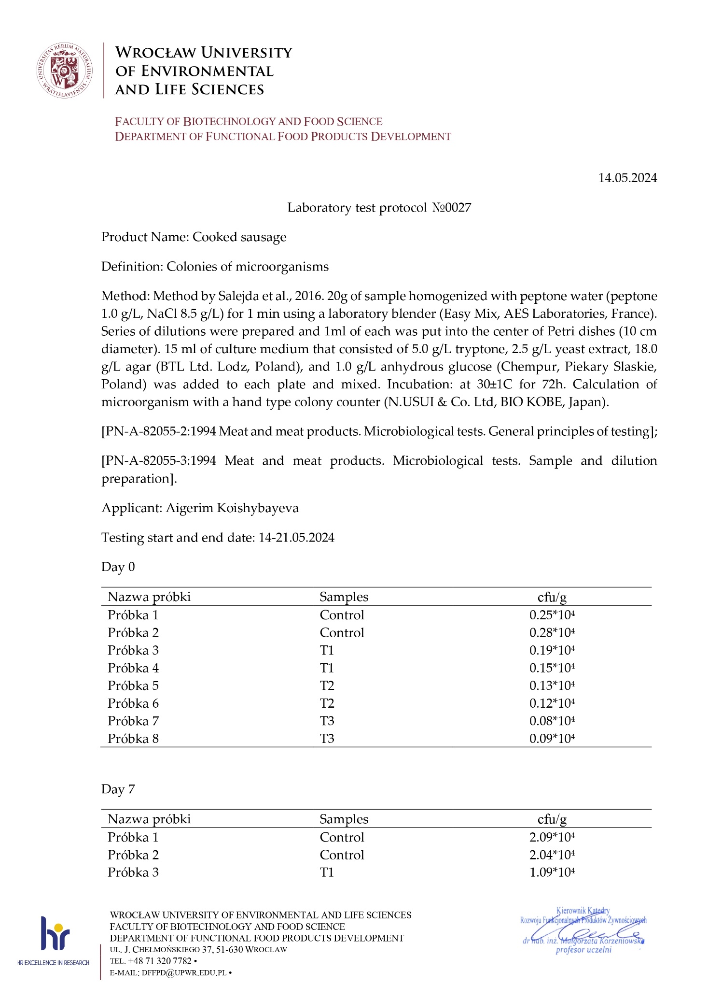 UNIVERSITAS RERUM NATURALIUM · WRATISLAVIENSIS ·
W
WROCŁAW UNIVERSITY
OF ENVIRONMENTAL
AND LIFE SCIENCES
FACULTY OF BIOTECHNOLOGY AND FOOD SCIENCE
DEPARTMENT OF FUNCTIONAL FOOD PRODUCTS DEVELOPMENT
14.05.2024
Laboratory test protocol №0027
Product Name: Cooked sausage
Definition: Colonies of microorganisms
Method: Method by Salejda et al., 2016. 20g of sample homogenized with peptone water (peptone
1.0 g/L, NaCl 8.5 g/L) for 1 min using a laboratory blender (Easy Mix, AES Laboratories, France).
Series of dilutions were prepared and 1ml of each was put into the center of Petri dishes (10 cm
diameter). 15 ml of culture medium that consisted of 5.0 g/L tryptone, 2.5 g/L yeast extract, 18.0
g/L agar (BTL Ltd. Lodz, Poland), and 1.0 g/L anhydrous glucose (Chempur, Piekary Slaskie,
Poland) was added to each plate and mixed. Incubation: at 30±1C for 72h. Calculation of
microorganism with a hand type colony counter (N.USUI & Co. Ltd, BIO KOBE, Japan).
[PN-A-82055-2:1994 Meat and meat products. Microbiological tests. General principles of testing];
[PN-A-82055-3:1994 Meat and meat products. Microbiological tests. Sample and dilution
preparation].
Applicant: Aigerim Koishybayeva
Testing start and end date: 14-21.05.2024
Day 0
Nazwa próbki Samples cfu/g
Próbka 1 Control 0.25*10⁴
Próbka 2 Control 0.28*10⁴
Próbka 3 T1 0.19*10⁴
Próbka 4 T1 0.15*10⁴
Próbka 5 T2 0.13*10⁴
Próbka 6 T2 0.12*10⁴
Próbka 7 T3 0.08*10⁴
Próbka 8 T3 0.09*10⁴
Day 7
Nazwa próbki Samples cfu/g
Próbka 1 Control 2.09*10⁴
Próbka 2 Control 2.04*10⁴
Próbka 3 T1 1.09*10⁴
hr
HR EXCELLENCE IN RESEARCH
WROCŁAW UNIVERSITY OF ENVIRONMENTAL AND LIFE SCIENCES
FACULTY OF BIOTECHNOLOGY AND FOOD SCIENCE
DEPARTMENT OF FUNCTIONAL FOOD PRODUCTS DEVELOPMENT
UL. J. CHEŁMOŃSKIEGO 37, 51-630 WROCŁAW
TEL. +48 71 320 7782 •
E-MAIL: DFFPD@UPWR.EDU.PL •
Kierownik Katedry
Rozwoju Funkcjonalnych Produktów Żywnościowych
dr hab. inż. Małgorzata Korzeniowska
profesor uczelni